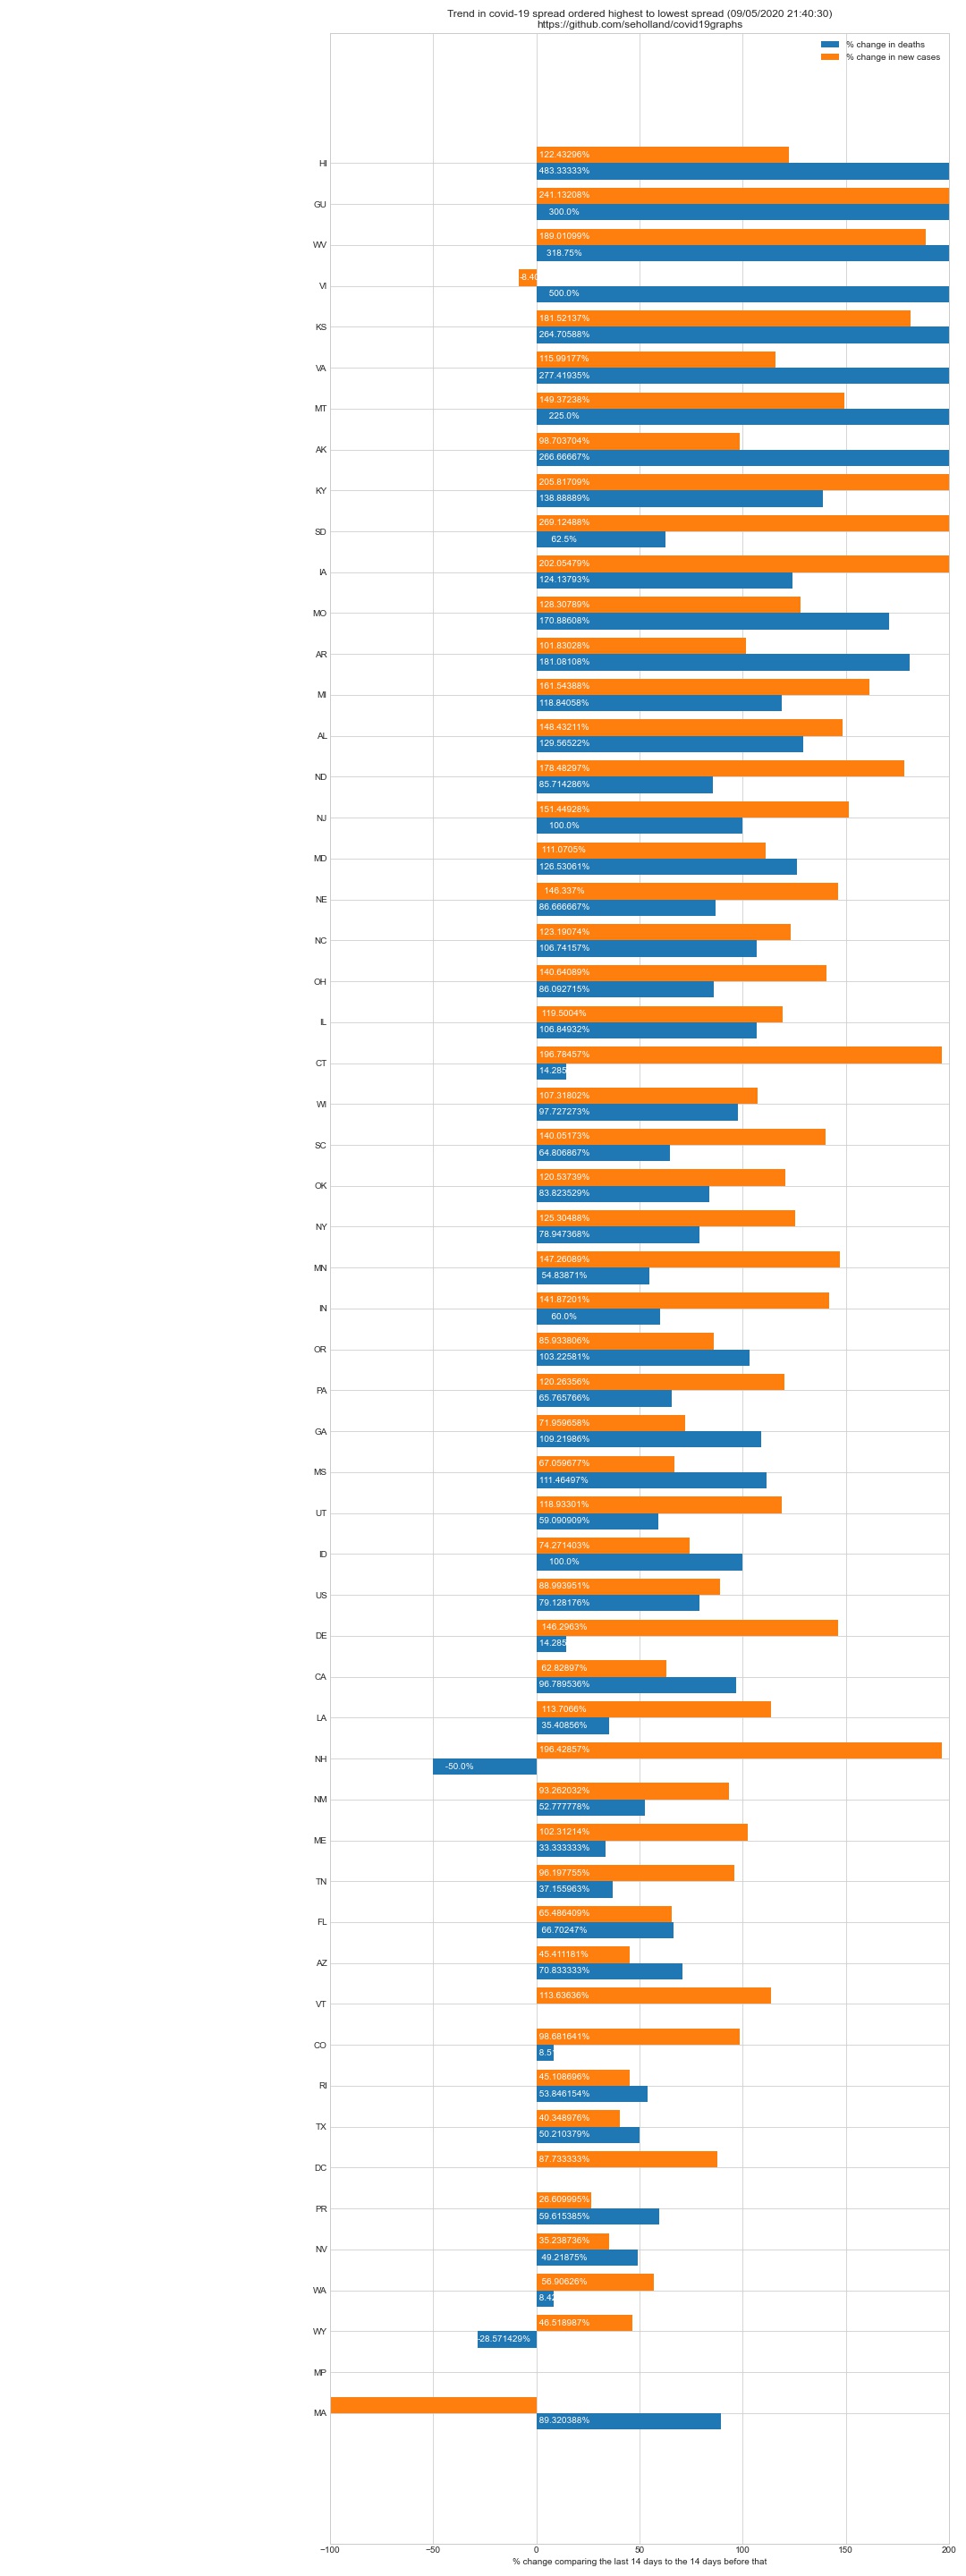 Trend in covid-19 spread ordered highest to lowest spread (09/05/2020 21:40:30)
https://github.com/seholland/covid19graphs
% change in deaths
% change in new cases
122.43296%
HI
483.33333%
241.13208%
GU
300.0%
189.01099%
WV
318.75%
VI
500.0%
181.52137%
KS
264.70588%
115.99177%
VA
277.41935%
149.37238%
MT
225.0%
98.703704%
AK
266.66667%
205.81709%
KY
138.88889%
269.12488%
SD
62.5%
202.05479%
IA
124.13793%
128.30789%
MO
170.88608%
101.83028%
AR
181.08108%
161.54388%
MI
118.84058%
148.43211%
AL
129.56522%
178.48297%
ND
85.714286%
151.44928%
NJ
100.0%
111.0705%
MD
126.53061%
146.337%
NE
86.666667%
123.19074%
NC
106.74157%
140.64089%
OH
86.092715%
119.5004%
IL
106.84932%
196.78457%
CT
14.285
107.31802%
WI
97.727273%
140.05173%
SC
64.806867%
120.53739%
OK
83.823529%
125.30488%
NY
78.947368%
147.26089%
MN
54.83871%
141.87201%
IN
60.0%
85.933806%
OR
103.22581%
120.26356%
PA
65.765766%
71.959658%
GA
109.21986%
67.059677%
MS
111.46497%
118.93301%
UT
59.090909%
74.271403%
ID
100.0%
88.993951%
US
79.128176%
146.2963%
DE
14.285
62.82897%
CA
96.789536%
113.7066%
LA
35.40856%
196.42857%
NH
-50.0%
93.262032%
NM
52.777778%
102.31214%
ME
33.333333%
96.197755%
TN
37.155963%
65.486409%
FL
66.70247%
45.411181%
AZ
70.833333%
113.63636%
VT
98.681641%
CO
8.51
45.108696%
RI
53.846154%
40.348976%
TX
50.210379%
87.733333%
DC
26.609995%
PR
59.615385%
35.238736%
NV
49.21875%
56.90626%
WA
8.42
46.518987%
WY
-28.571429%
MP
MA
89.320388%
−100 −50 0 50 100 150 200
% change comparing the last 14 days to the 14 days before that